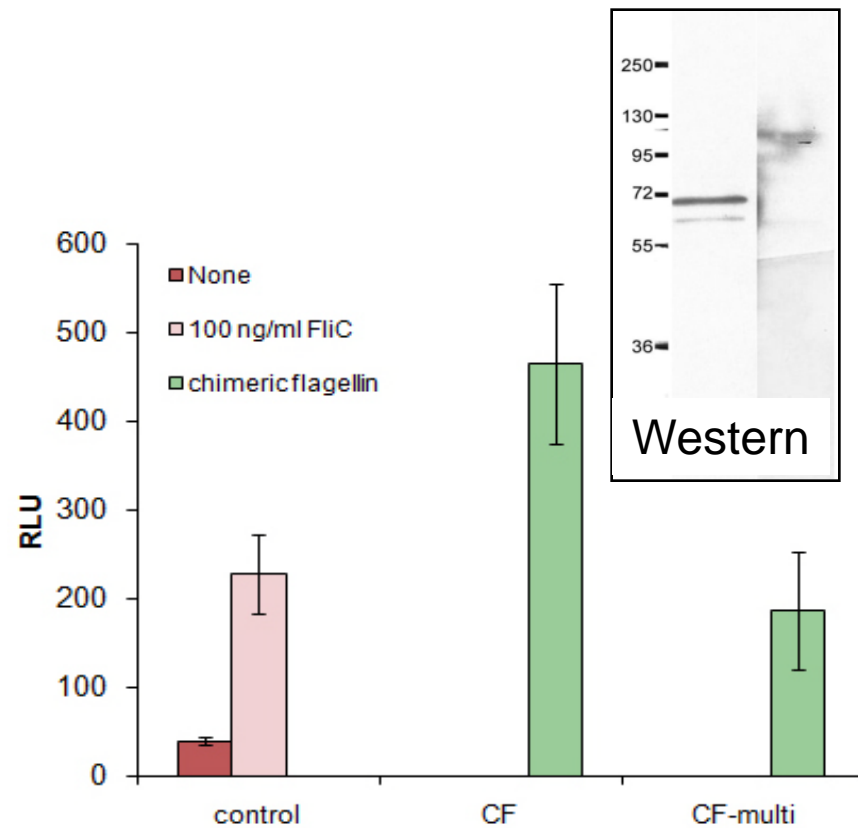 250
130
95
72
55
36
Western
600
500
400
300
200
100
0
RLU
None
100 ng/ml FliC
chimeric flagellin
control CF CF-multi